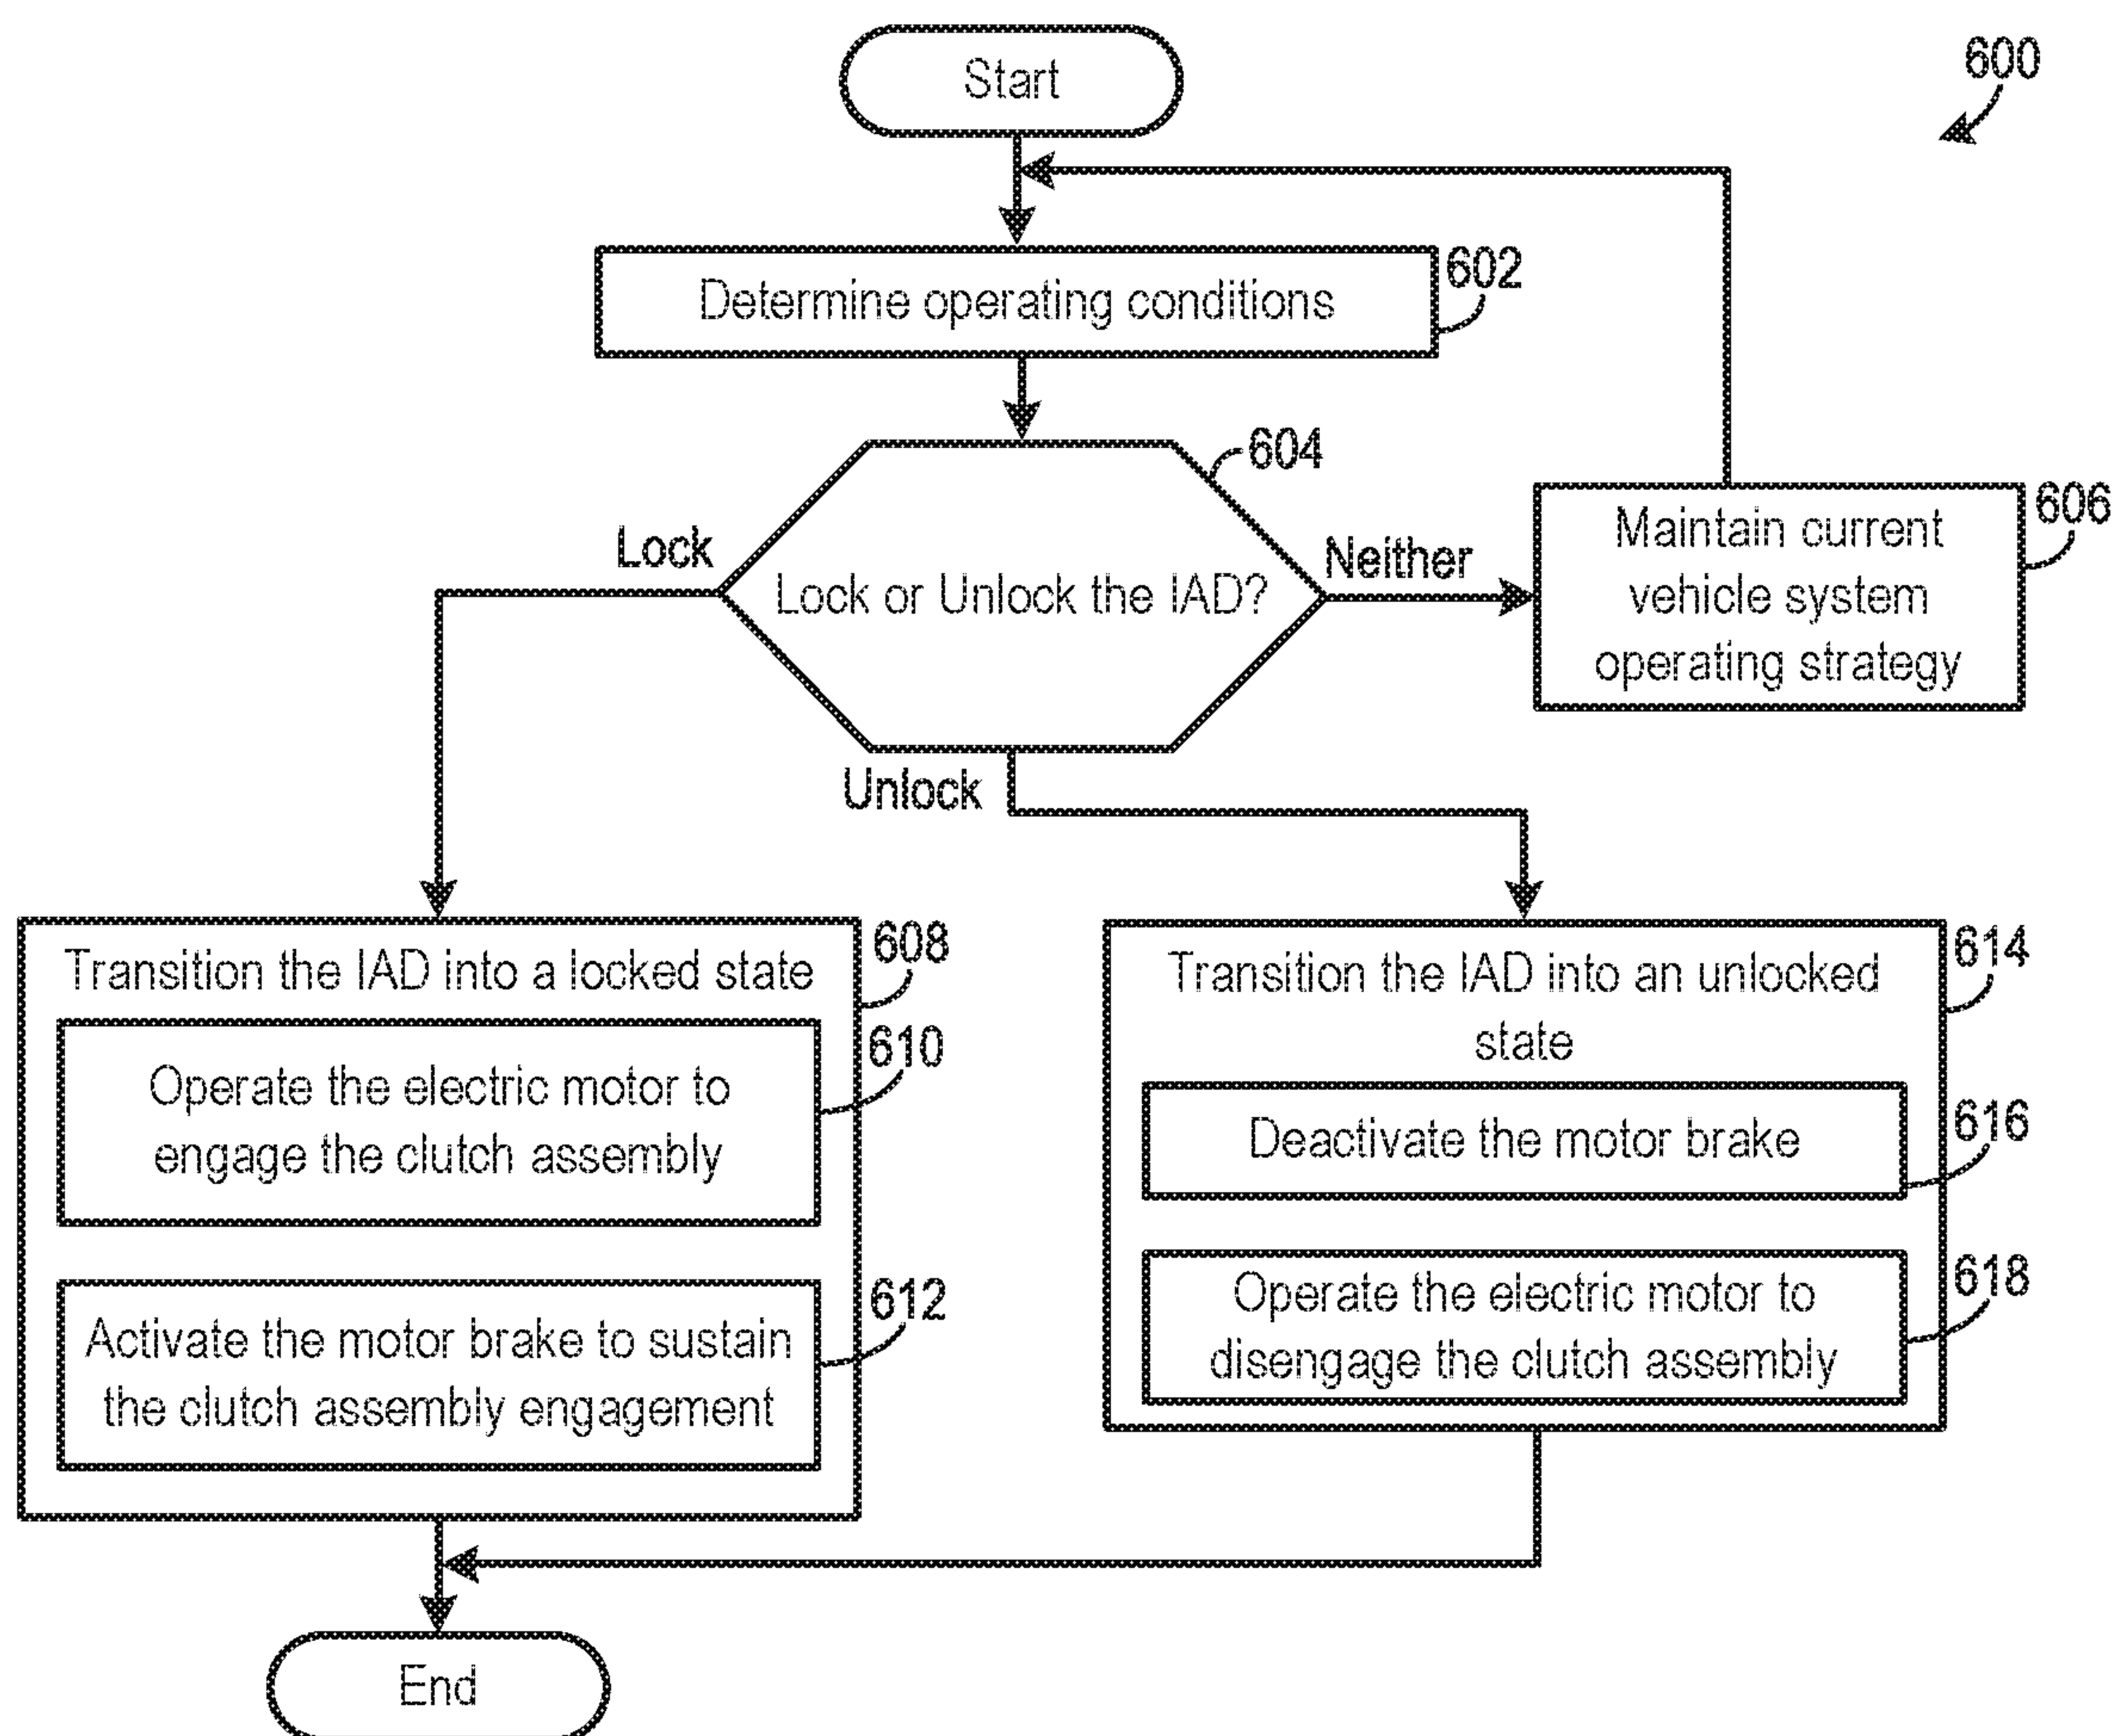 Start
600
Determine operating conditions
602
604
Lock or Unlock the IAD?
Lock
Neither
Unlock
Maintain current
vehicle system
operating strategy
606
Transition the IAD into a locked state
608
Operate the electric motor to
engage the clutch assembly
610
Activate the motor brake to sustain
the clutch assembly engagement
612
Transition the IAD into an unlocked
state
614
Deactivate the motor brake
616
Operate the electric motor to
disengage the clutch assembly
618
End